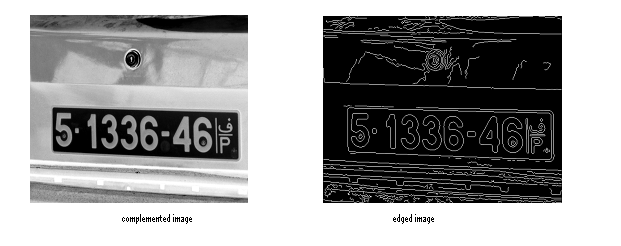 5·1336-46 ف P
5·1336-46 ف P
complemented image
edged image